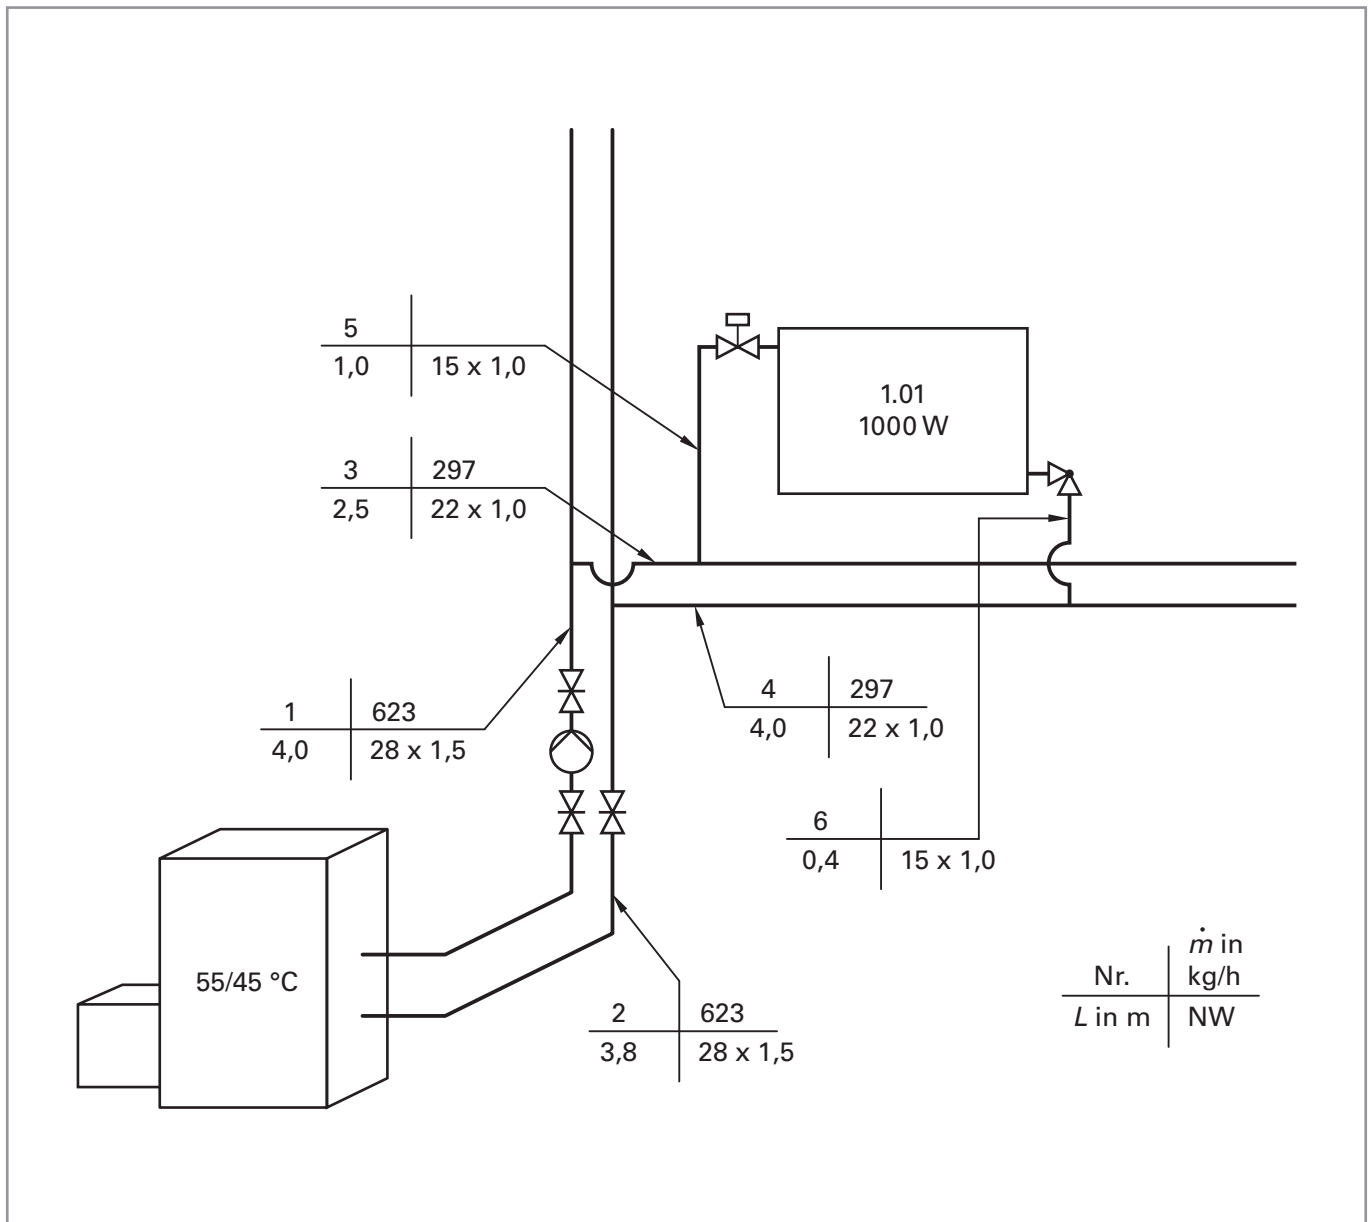 5
1,0 15 x 1,0
3 297
2,5 22 x 1,0
1.01
1000 W
1 623
4,0 28 x 1,5
4 297
4,0 22 x 1,0
6
0,4 15 x 1,0
55/45 °C
2 623
3,8 28 x 1,5
ṁ in
Nr. kg/h
L in m NW